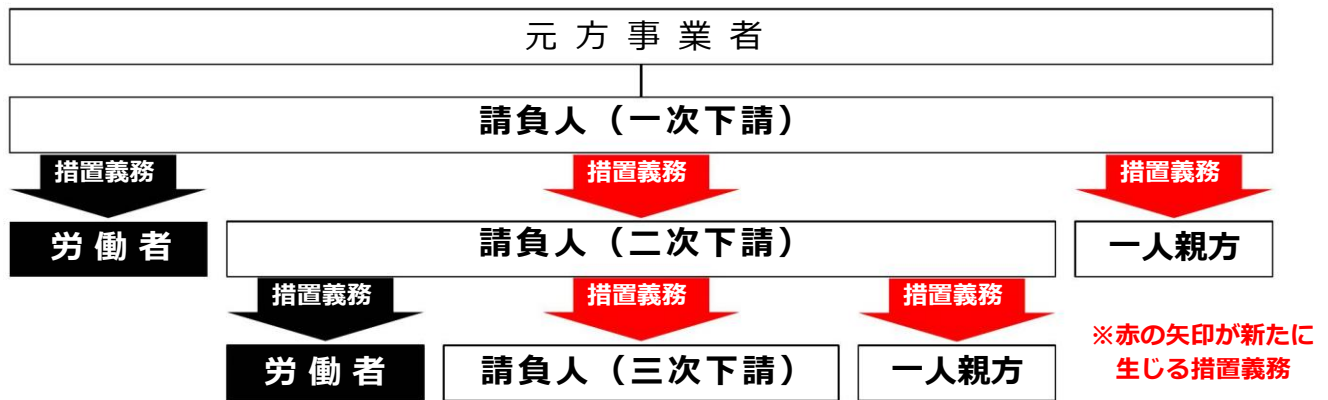 元方事業者
請負人（一次下請）
措置義務
措置義務
措置義務
労働者
請負人（二次下請）
一人親方
措置義務
措置義務
措置義務
※赤の矢印が新たに
生じる措置義務
労働者
請負人（三次下請）
一人親方